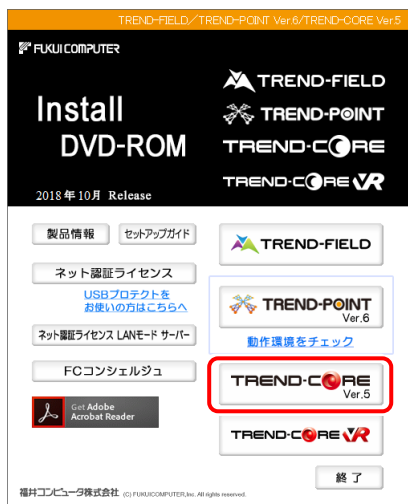 TREND-FIELD／TREND-POINT Ver.6/TREND-CORE Ver.5
FUKUI COMPUTER
Install
DVD-ROM
2018年10月 Release
TREND-FIELD
TREND-POINT
TREND-CORE
TREND-CORE VR
製品情報
セットアップガイド
ネット認証ライセンス
USBプロテクトを
お使いの方はこちらへ
ネット認証ライセンス LANモード サーバー
FCコンシェルジュ
Get Adobe
Acrobat Reader
TREND-FIELD
TREND-POINT
Ver.6
動作環境をチェック
TREND-CORE
Ver.5
TREND-CORE VR
終了
福井コンピュータ株式会社 (C) FUKUICOMPUTER,Inc. All rights reserved.